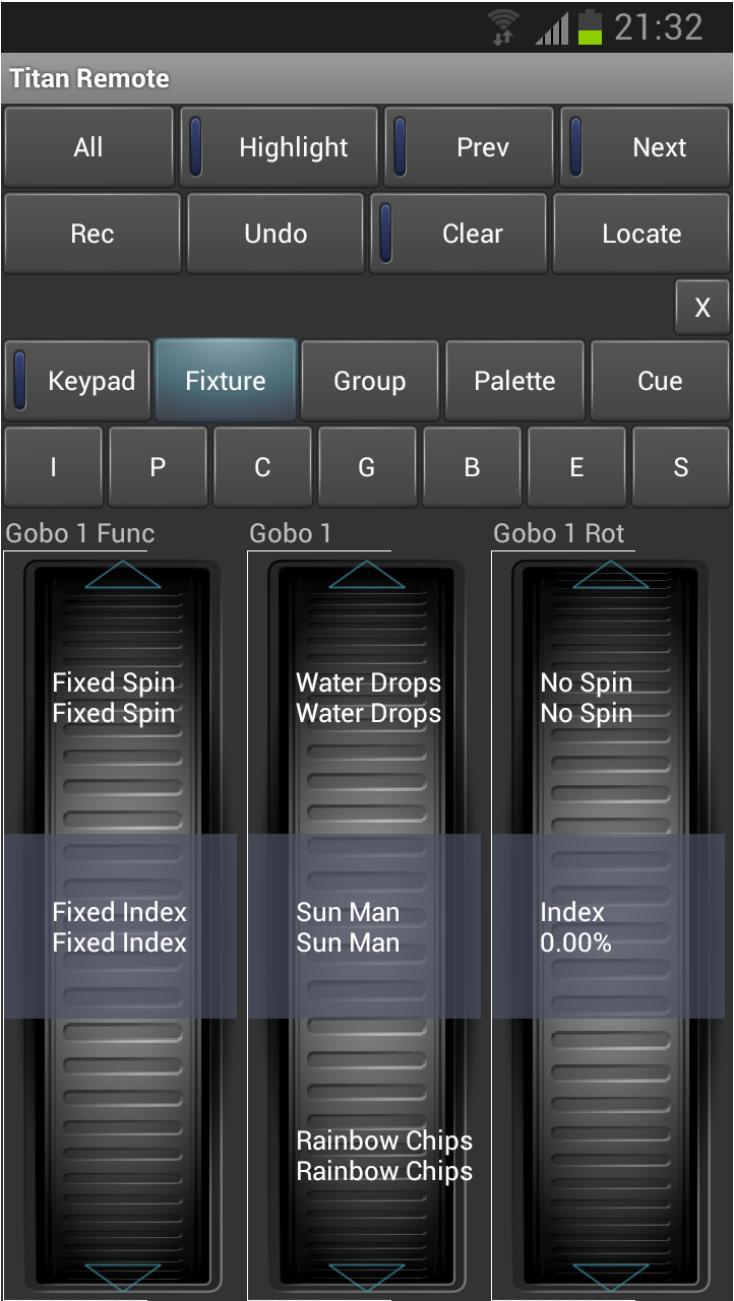 21:32
Titan Remote
All Highlight Prev Next
Rec Undo Clear Locate
X
Keypad Fixture Group Palette Cue
I P C G B E S
Gobo 1 Func Gobo 1 Gobo 1 Rot
Fixed Spin Water Drops No Spin
Fixed Spin Water Drops No Spin
Fixed Index Sun Man Index
Fixed Index Sun Man 0.00%
Rainbow Chips
Rainbow Chips